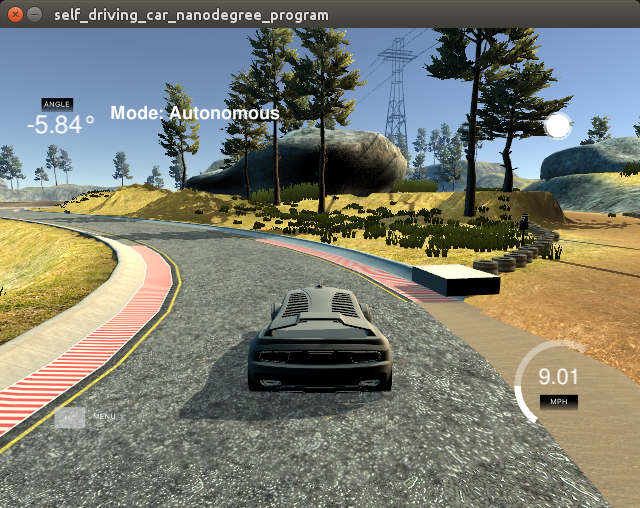 self_driving_car_nanodegree_program
ANGLE
-5.84°
Mode: Autonomous
9.01
MPH
MENU